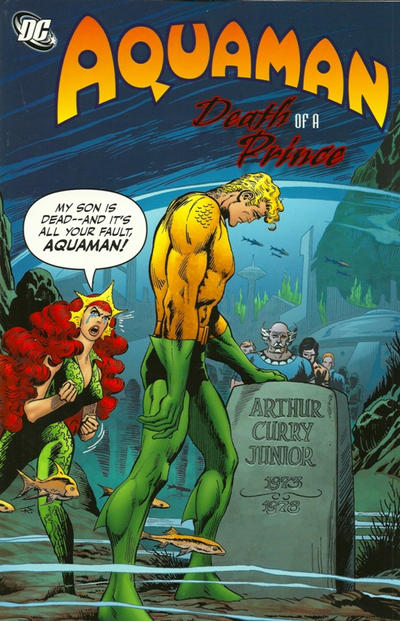 DC
AQUAMAN
Death OF A
Prince
MY SON IS
DEAD--AND IT'S
ALL YOUR FAULT,
AQUAMAN!
ARTHUR
CURRY
JUNIOR
1973
1978